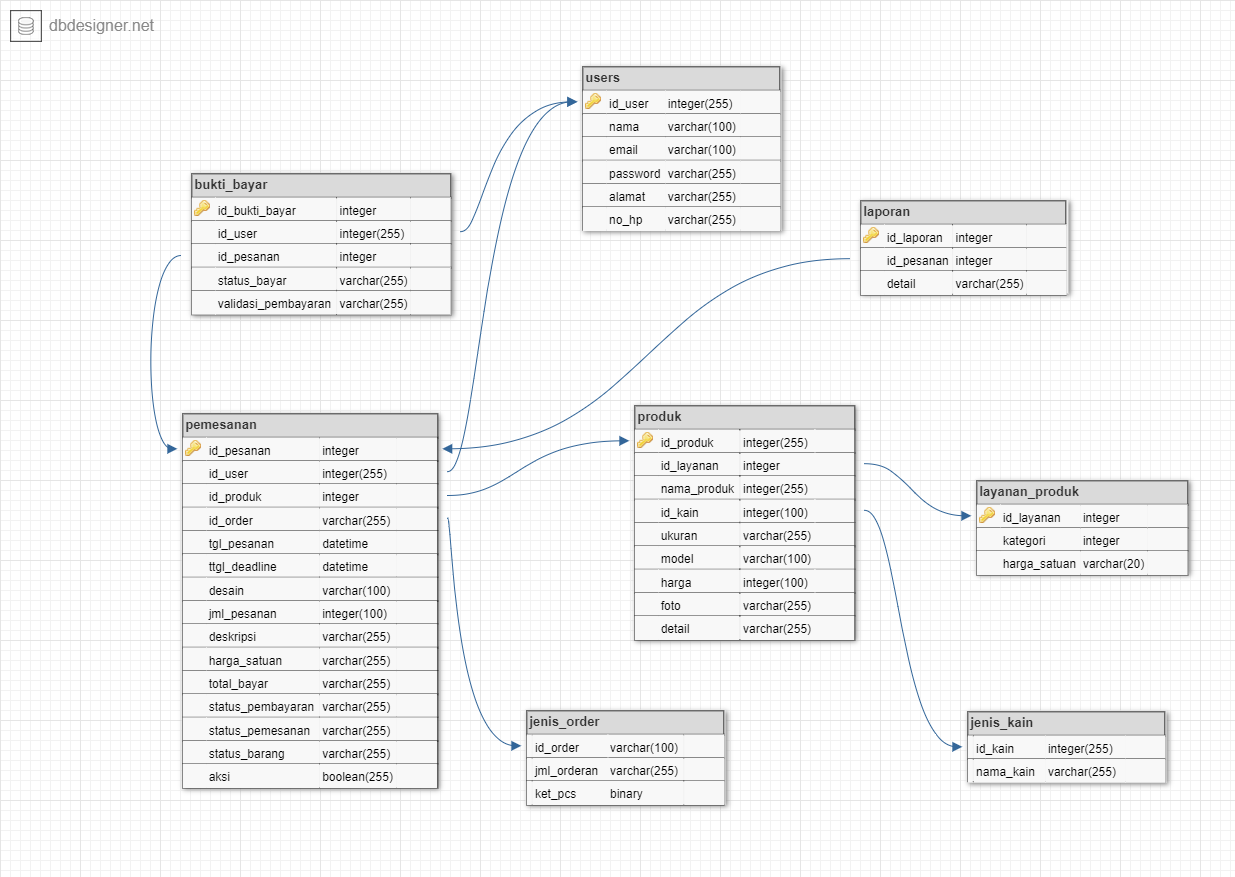 dbdesigner.net
users
id_user integer(255)
nama varchar(100)
email varchar(100)
password varchar(255)
alamat varchar(255)
no_hp varchar(255)
bukti_bayar
id_bukti_bayar integer
id_user integer(255)
id_pesanan integer
status_bayar varchar(255)
validasi_pembayaran varchar(255)
laporan
id_laporan integer
id_pesanan integer
detail varchar(255)
pemesanan
id_pesanan integer
id_user integer(255)
id_produk integer
id_order varchar(255)
tgl_pesanan datetime
ttgl_deadline datetime
desain varchar(100)
jml_pesanan integer(100)
deskripsi varchar(255)
harga_satuan varchar(255)
total_bayar varchar(255)
status_pembayaran varchar(255)
status_pemesanan varchar(255)
status_barang varchar(255)
aksi boolean(255)
produk
id_produk integer(255)
id_layanan integer
nama_produk integer(255)
id_kain integer(100)
ukuran varchar(255)
model varchar(100)
harga integer(100)
foto varchar(255)
detail varchar(255)
layanan_produk
id_layanan integer
kategori integer
harga_satuan varchar(20)
jenis_order
id_order varchar(100)
jml_orderan varchar(255)
ket_pcs binary
jenis_kain
id_kain integer(255)
nama_kain varchar(255)